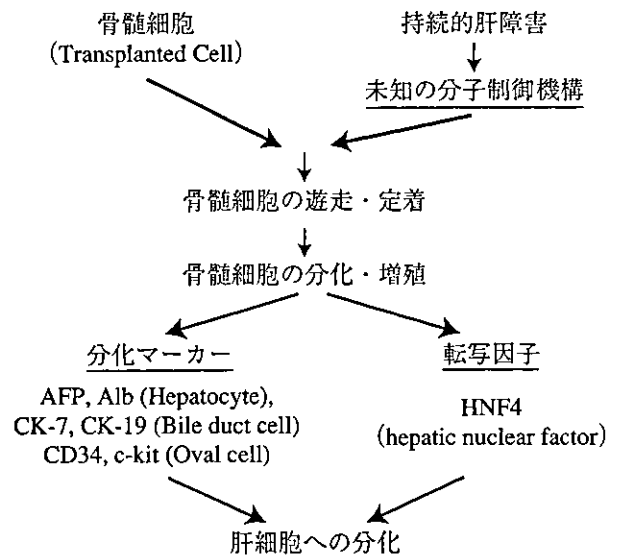 骨髄細胞
(Transplanted Cell)
持続的肝障害
未知の分子制御機構
骨髄細胞の遊走・定着
骨髄細胞の分化・増殖
分化マーカー
AFP, Alb (Hepatocyte),
CK-7, CK-19 (Bile duct cell)
CD34, c-kit (Oval cell)
転写因子
HNF4
(hepatic nuclear factor)
肝細胞への分化